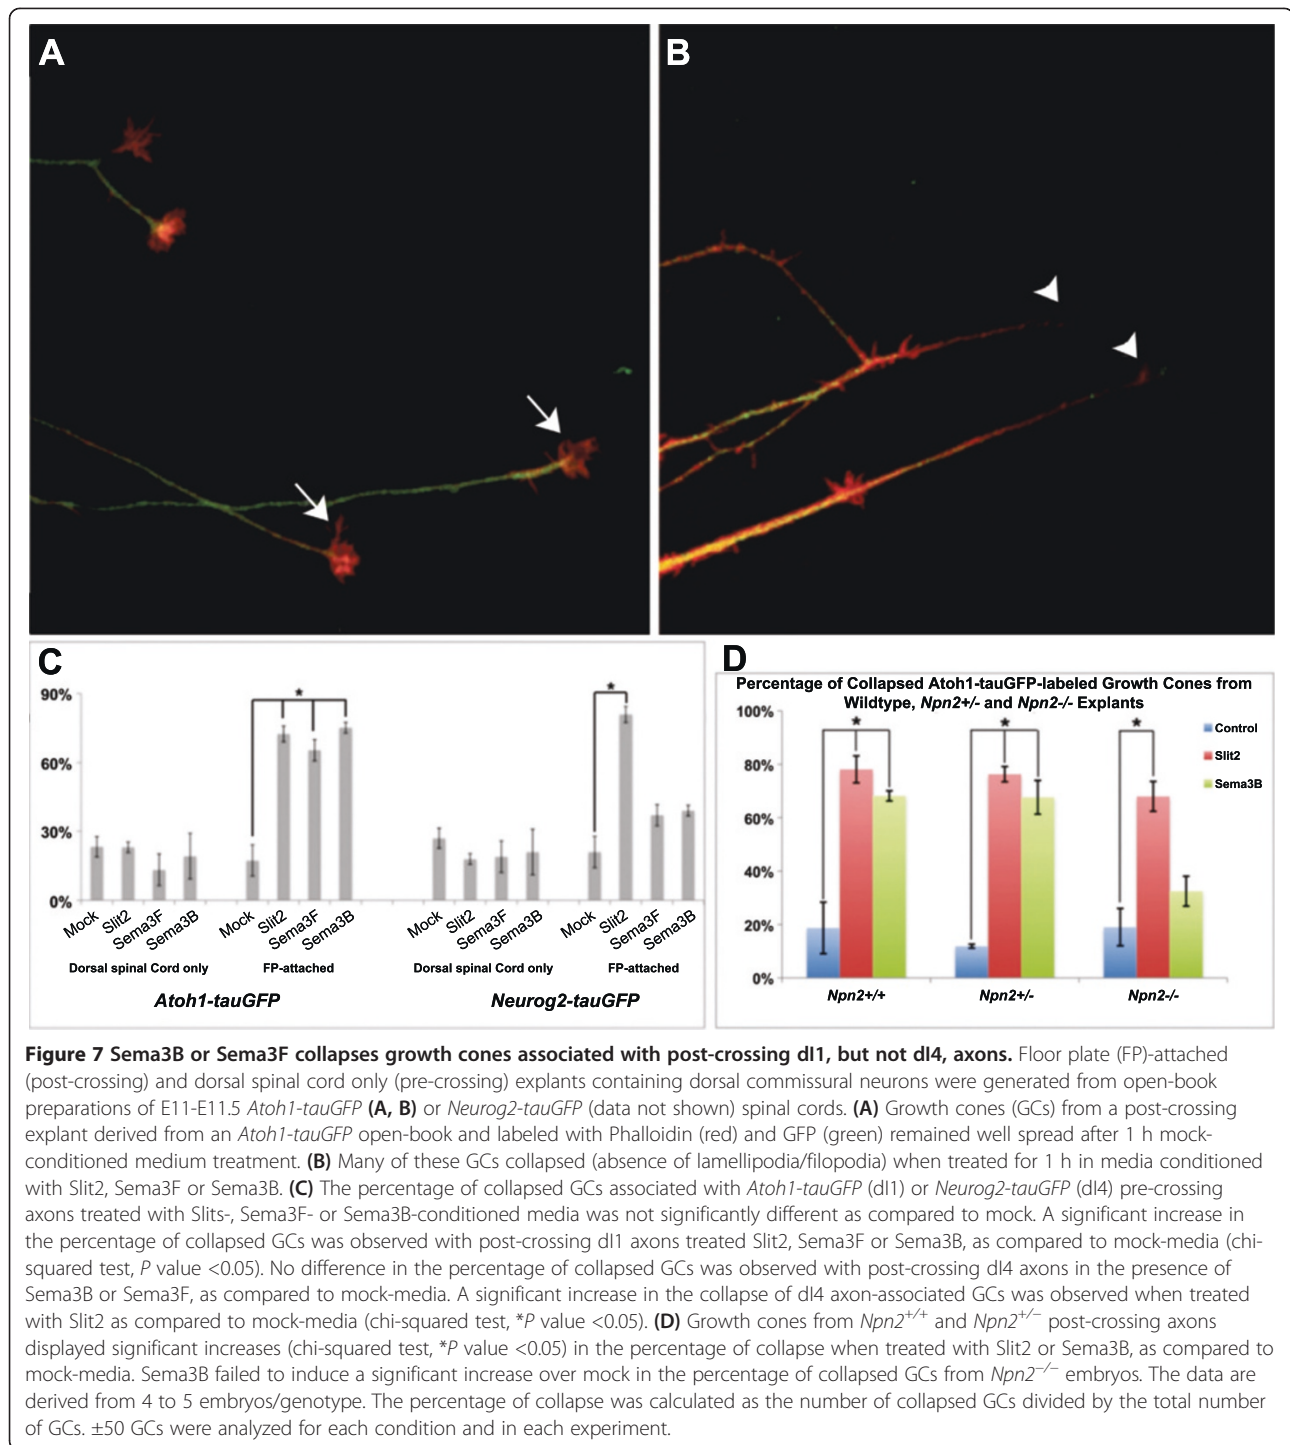 A
B
C
90%
60%
30%
0%
Mock Slit2 Sema3F Sema3B Mock Slit2 Sema3F Sema3B Mock Slit2 Sema3F Sema3B Mock Slit2 Sema3F Sema3B
Dorsal spinal Cord only FP-attached Dorsal spinal Cord only FP-attached
Atoh1-tauGFP Neurog2-tauGFP
* *
D
Percentage of Collapsed Atoh1-tauGFP-labeled Growth Cones from
Wildtype, Npn2+/- and Npn2-/- Explants
100%
80%
60%
40%
20%
0%
* * *
Control
Slit2
Sema3B
Npn2+/+ Npn2+/- Npn2-/-
Figure 7 Sema3B or Sema3F collapses growth cones associated with post-crossing dI1, but not dI4, axons. Floor plate (FP)-attached
(post-crossing) and dorsal spinal cord only (pre-crossing) explants containing dorsal commissural neurons were generated from open-book
preparations of E11-E11.5 Atoh1-tauGFP (A, B) or Neurog2-tauGFP (data not shown) spinal cords. (A) Growth cones (GCs) from a post-crossing
explant derived from an Atoh1-tauGFP open-book and labeled with Phalloidin (red) and GFP (green) remained well spread after 1 h mock-
conditioned medium treatment. (B) Many of these GCs collapsed (absence of lamellipodia/filopodia) when treated for 1 h in media conditioned
with Slit2, Sema3F or Sema3B. (C) The percentage of collapsed GCs associated with Atoh1-tauGFP (dI1) or Neurog2-tauGFP (dI4) pre-crossing
axons treated with Slits-, Sema3F- or Sema3B-conditioned media was not significantly different as compared to mock. A significant increase in
the percentage of collapsed GCs was observed with post-crossing dI1 axons treated Slit2, Sema3F or Sema3B, as compared to mock-media (chi-
squared test, P value <0.05). No difference in the percentage of collapsed GCs was observed with post-crossing dI4 axons in the presence of
Sema3B or Sema3F, as compared to mock-media. A significant increase in the collapse of dI4 axon-associated GCs was observed when treated
with Slit2 as compared to mock-media (chi-squared test, *P value <0.05). (D) Growth cones from Npn2+/+ and Npn2+/− post-crossing axons
displayed significant increases (chi-squared test, *P value <0.05) in the percentage of collapse when treated with Slit2 or Sema3B, as compared to
mock-media. Sema3B failed to induce a significant increase over mock in the percentage of collapsed GCs from Npn2−/− embryos. The data are
derived from 4 to 5 embryos/genotype. The percentage of collapse was calculated as the number of collapsed GCs divided by the total number
of GCs. ±50 GCs were analyzed for each condition and in each experiment.